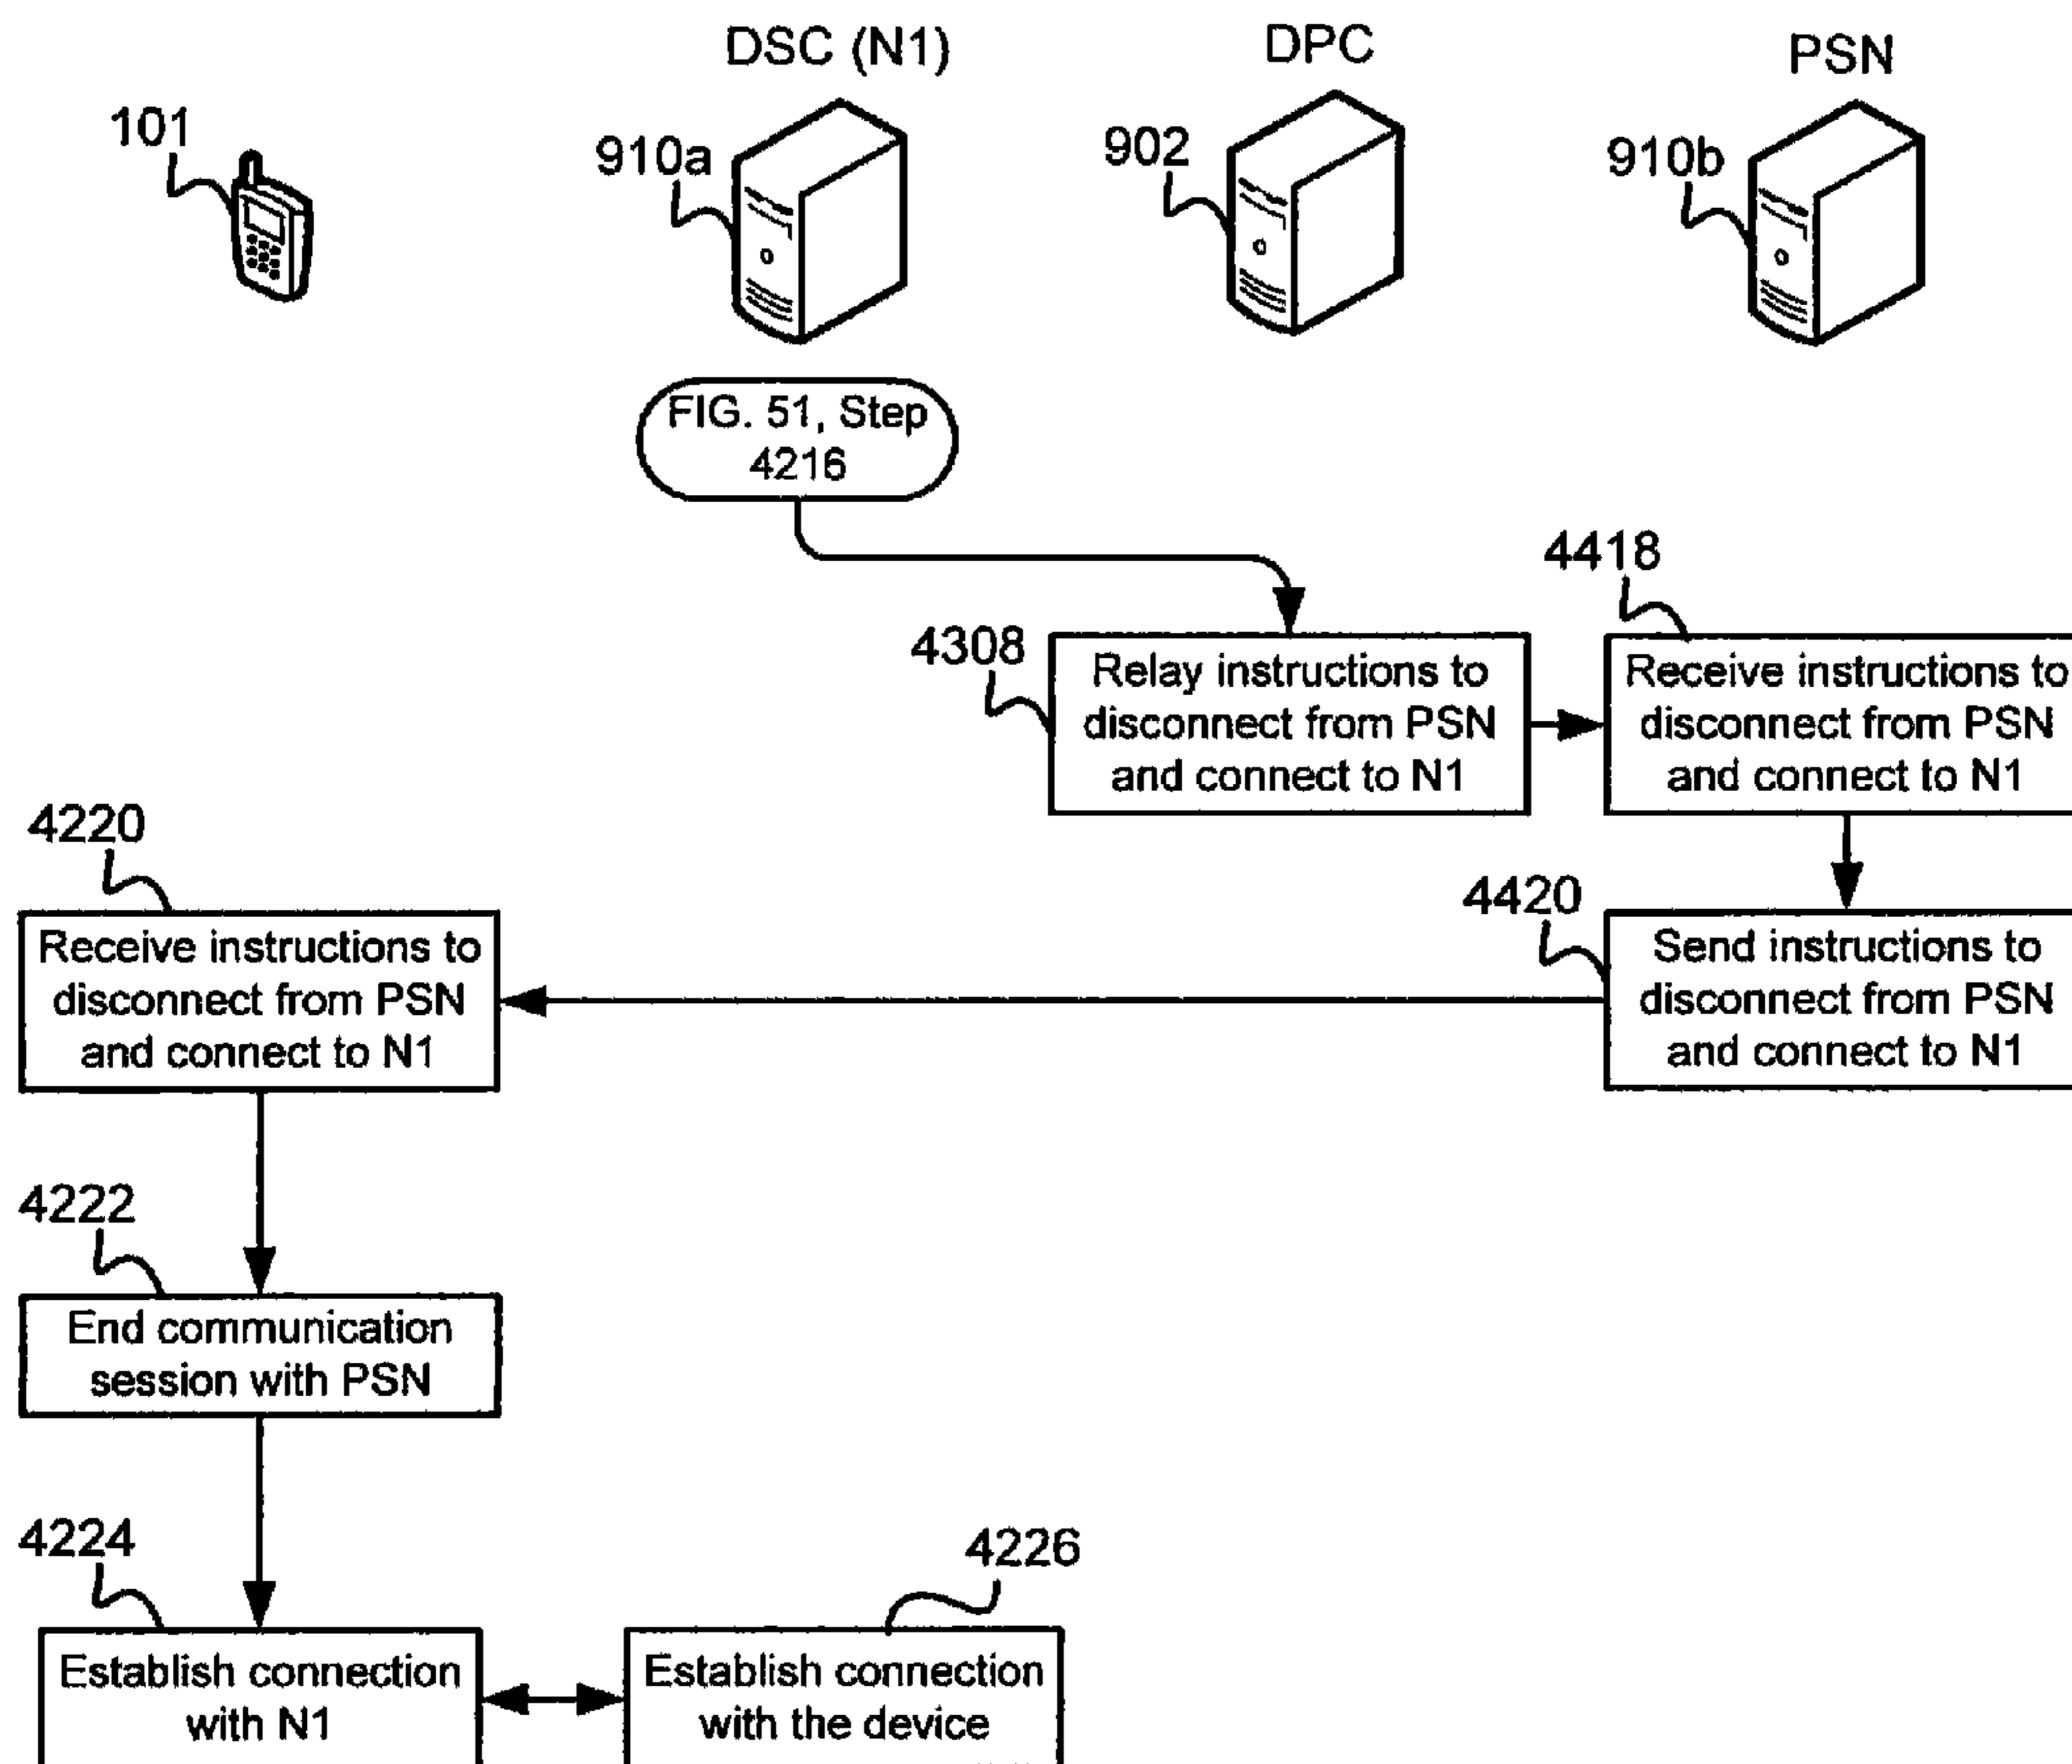 DSC (N1)
DPC
PSN
101
910a
902
910b
FIG. 51, Step
4216
4418
4308
Relay instructions to
disconnect from PSN
and connect to N1
Receive instructions to
disconnect from PSN
and connect to N1
4220
4420
Receive instructions to
disconnect from PSN
and connect to N1
Send instructions to
disconnect from PSN
and connect to N1
4222
End communication
session with PSN
4224
4226
Establish connection
with N1
Establish connection
with the device